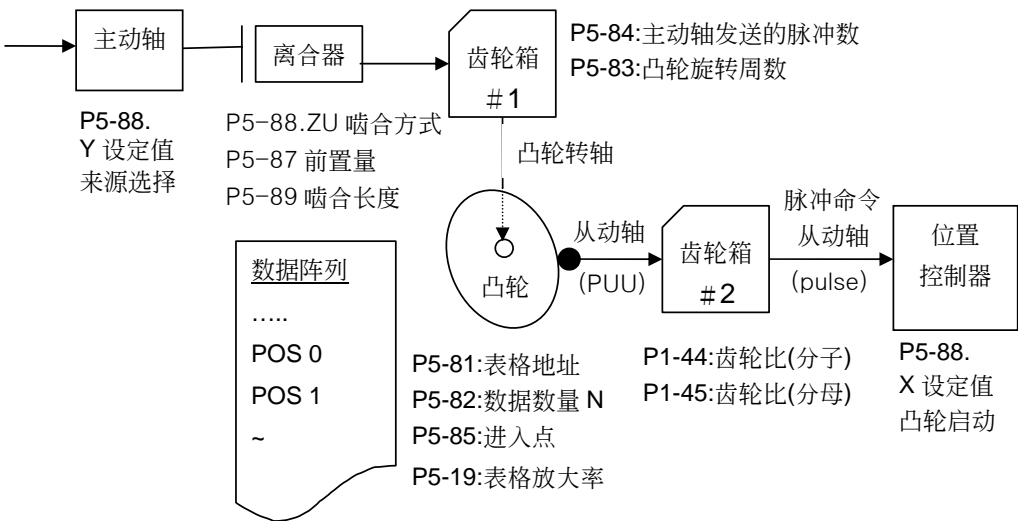 主动轴
P5-88.
Y 设定值
来源选择
离合器
P5-88.ZU 啮合方式
P5-87 前置量
P5-89 啮合长度
齿轮箱
＃1
P5-84:主动轴发送的脉冲数
P5-83:凸轮旋转周数
凸轮转轴
凸轮
从动轴
(PUU)
齿轮箱
＃2
脉冲命令
从动轴
(pulse)
位置
控制器
P5-88.
X 设定值
凸轮启动
数据阵列
…..
POS 0
POS 1
~
P5-81:表格地址
P5-82:数据数量 N
P5-85:进入点
P5-19:表格放大率
P1-44:齿轮比(分子)
P1-45:齿轮比(分母)